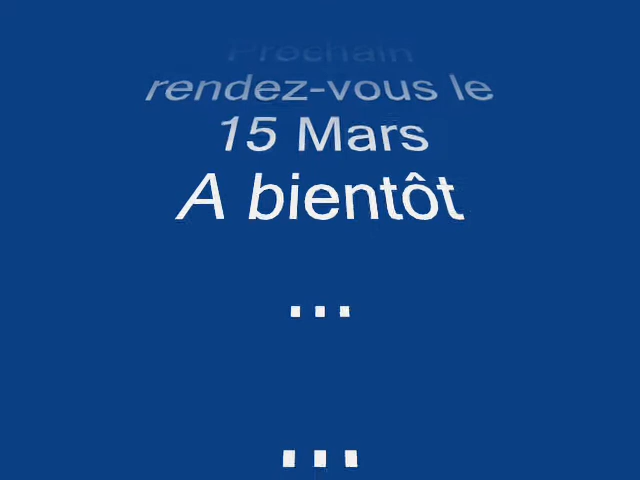 Prochain
rendez-vous le
15 Mars
A bientôt
...
...